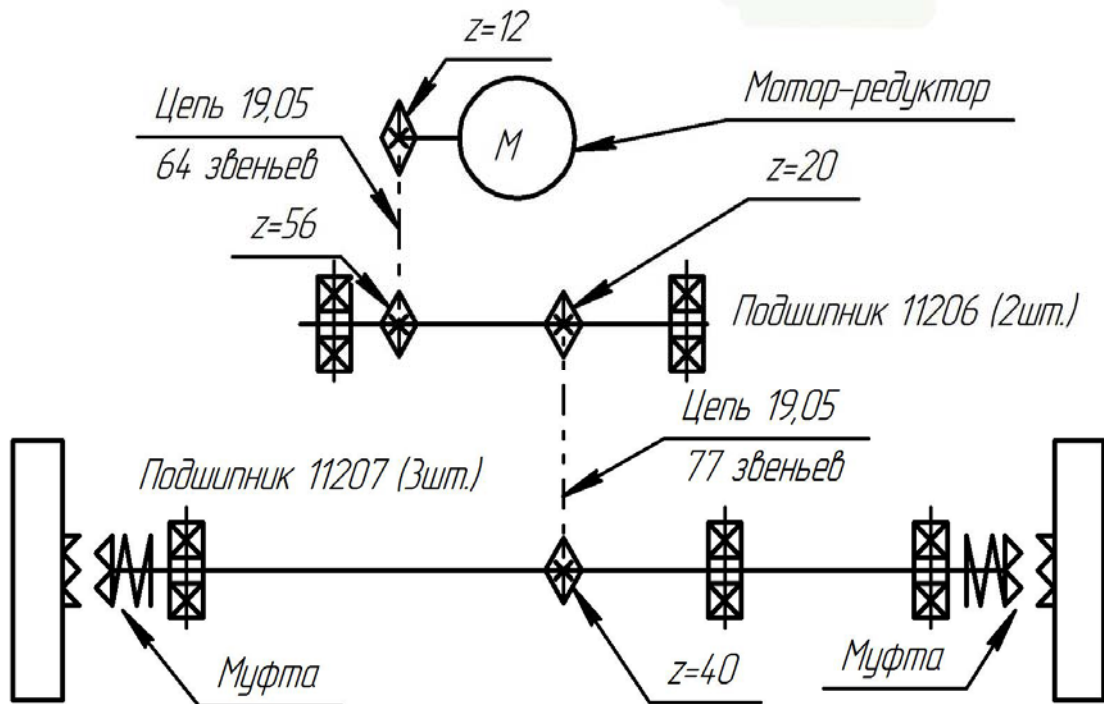 z=12
Цепь 19,05
64 звеньев
М
Мотор-редуктор
z=20
z=56
Подшипник 11206 (2шт.)
Цепь 19,05
77 звеньев
Подшипник 11207 (3шт.)
Муфта
z=40
Муфта